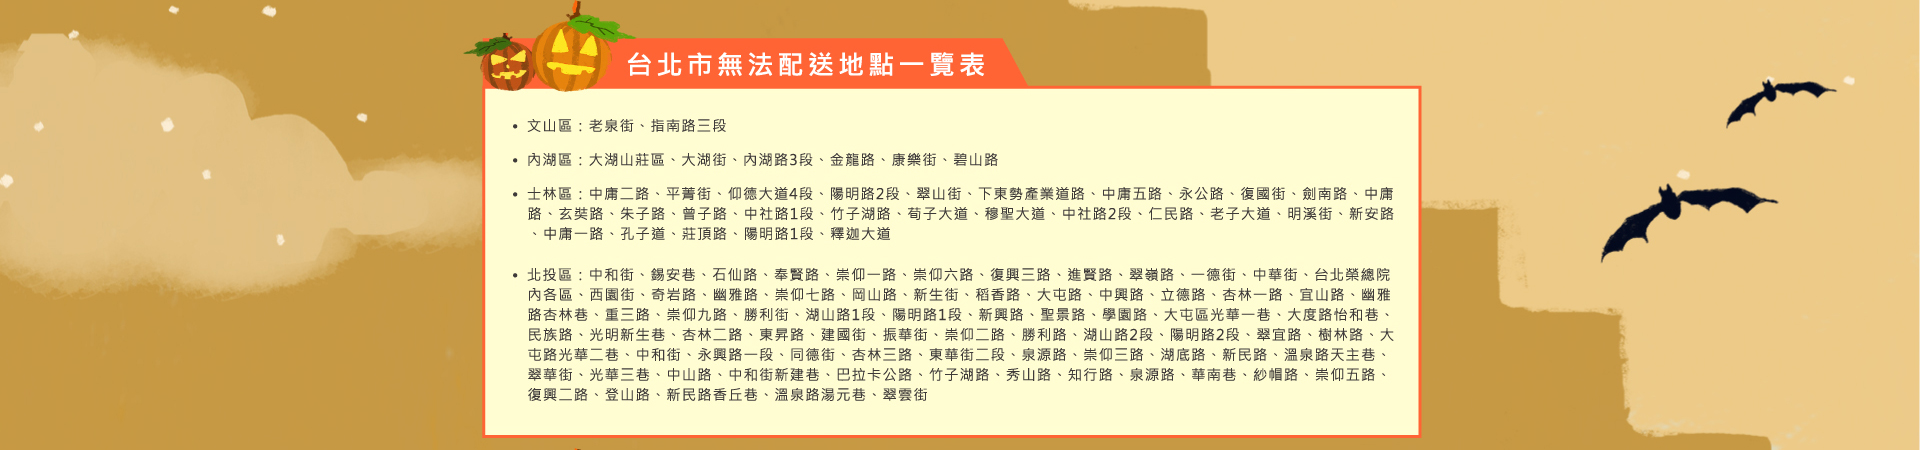 台北市無法配送地點一覽表
• 文山區：老泉街、指南路三段
• 內湖區：大湖山莊區、大湖街、內湖路3段、金龍路、康樂街、碧山路
• 士林區：中庸二路、平菁街、仰德大道4段、陽明路2段、翠山街、下東勢產業道路、中庸五路、永公路、復國街、劍南路、中庸
路、玄奘路、朱子路、曾子路、中社路1段、竹子湖路、荀子大道、穆聖大道、中社路2段、仁民路、老子大道、明溪街、新安路
、中庸一路、孔子道、莊頂路、陽明路1段、釋迦大道
• 北投區：中和街、錫安巷、石仙路、奉賢路、崇仰一路、崇仰六路、復興三路、進賢路、翠嶺路、一德街、中華街、台北榮總院
內各區、西園街、奇岩路、幽雅路、崇仰七路、岡山路、新生街、稻香路、大屯路、中興路、立德路、杏林一路、宜山路、幽雅
路杏林巷、重三路、崇仰九路、勝利街、湖山路1段、陽明路1段、新興路、聖景路、學園路、大屯區光華一巷、大度路怡和巷、
民族路、光明新生巷、杏林二路、東昇路、建國街、振華街、崇仰二路、勝利路、湖山路2段、陽明路2段、翠宜路、樹林路、大
屯路光華二巷、中和街、永興路一段、同德街、杏林三路、東華街二段、泉源路、崇仰三路、湖底路、新民路、溫泉路天主巷、
翠華街、光華三巷、中山路、中和街新建巷、巴拉卡公路、竹子湖路、秀山路、知行路、泉源路、華南巷、紗帽路、崇仰五路、
復興二路、登山路、新民路香丘巷、溫泉路湯元巷、翠雲街